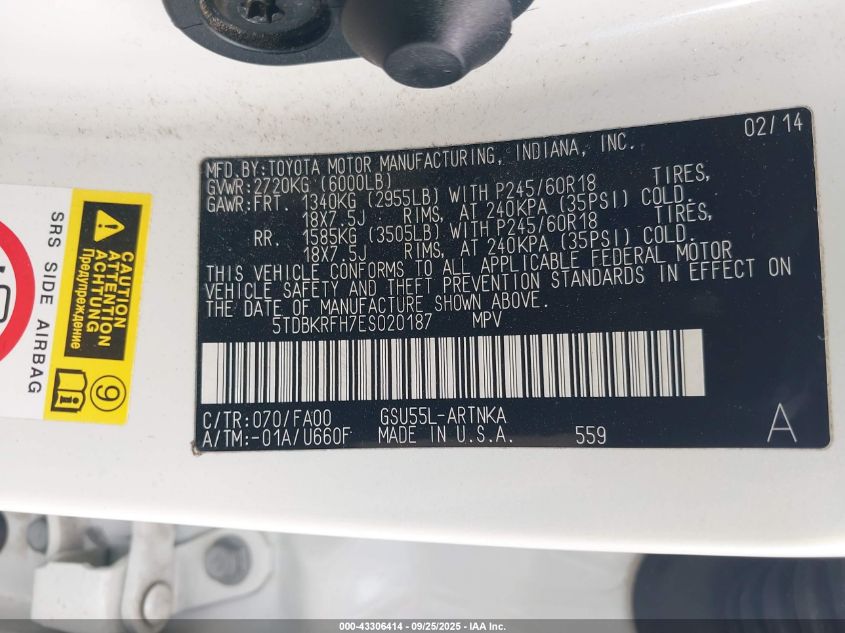 02/14
MFD.BY:TOYOTA MOTOR MANUFACTURING, INDIANA, INC.
GVWR:2720KG (6000LB)
GAWR:FRT. 1340KG (2955LB) WITH P245/60R18 TIRES,
18X7.5J RIMS, AT 240KPA (35PSI) COLD.
RR. 1585KG (3505LB) WITH P245/60R18 TIRES,
18X7.5J RIMS, AT 240KPA (35PSI) COLD.
THIS VEHICLE CONFORMS TO ALL APPLICABLE FEDERAL MOTOR
VEHICLE SAFETY AND THEFT PREVENTION STANDARDS IN EFFECT ON
THE DATE OF MANUFACTURE SHOWN ABOVE.
5TDBKRFH7ES020187 MPV
C/TR:070/FA00 GSU55L-ARTNKA
A/TM:-01A/U660F MADE IN U.S.A. 559 A
CAUTION
ATTENTION
ACHTUNG
Предупреждение
9
SRS SIDE AIRBAG
000-43306414 - 09/25/2025 - IAA Inc.